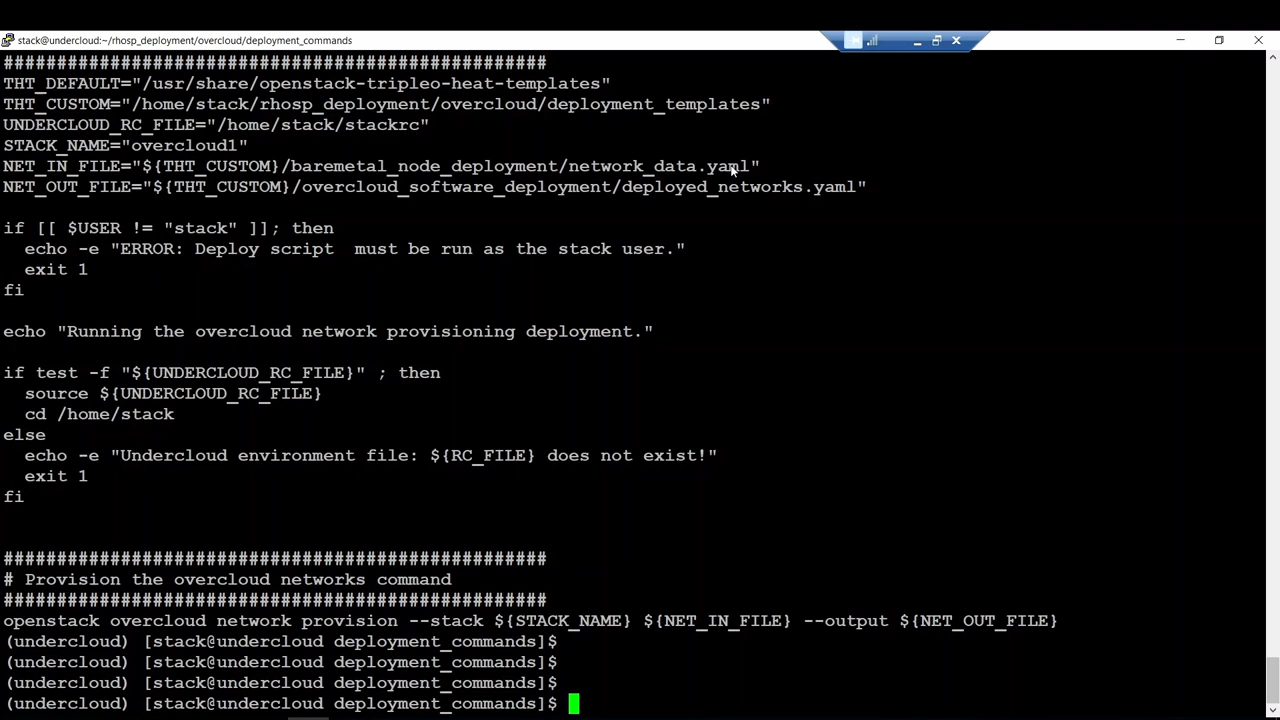 stack@undercloud:~/rhosp_deployment/overcloud/deployment_commands
###################################################
THT_DEFAULT="/usr/share/openstack-tripleo-heat-templates"
THT_CUSTOM="/home/stack/rhosp_deployment/overcloud/deployment_templates"
UNDERCLOUD_RC_FILE="/home/stack/stackrc"
STACK_NAME="overcloud1"
NET_IN_FILE="${THT_CUSTOM}/baremetal_node_deployment/network_data.yaml"
NET_OUT_FILE="${THT_CUSTOM}/overcloud_software_deployment/deployed_networks.yaml"
if [[ $USER != "stack" ]]; then
  echo -e "ERROR: Deploy script  must be run as the stack user."
  exit 1
fi
echo "Running the overcloud network provisioning deployment."
if test -f "${UNDERCLOUD_RC_FILE}" ; then
  source ${UNDERCLOUD_RC_FILE}
  cd /home/stack
else
  echo -e "Undercloud environment file: ${RC_FILE} does not exist!"
  exit 1
fi
###################################################
# Provision the overcloud networks command
###################################################
openstack overcloud network provision --stack ${STACK_NAME} ${NET_IN_FILE} --output ${NET_OUT_FILE}
(undercloud) [stack@undercloud deployment_commands]$
(undercloud) [stack@undercloud deployment_commands]$
(undercloud) [stack@undercloud deployment_commands]$
(undercloud) [stack@undercloud deployment_commands]$